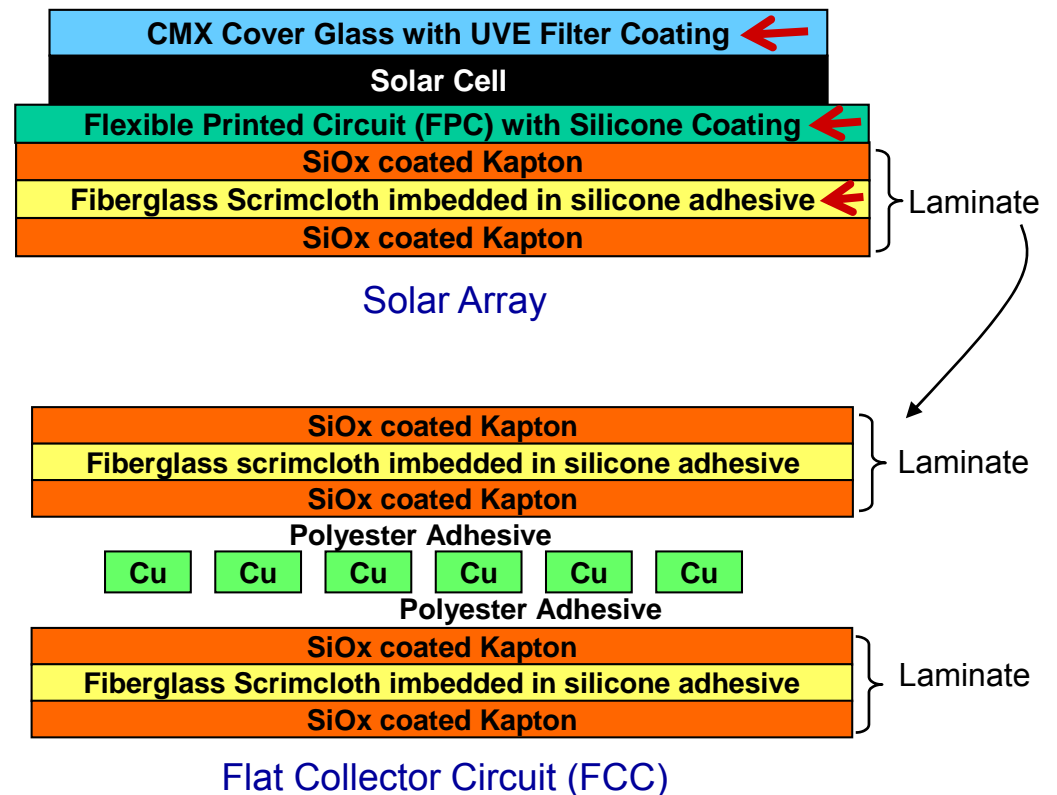 CMX Cover Glass with UVE Filter Coating
Solar Cell
Flexible Printed Circuit (FPC) with Silicone Coating
SiOx coated Kapton
Fiberglass Scrimcloth imbedded in silicone adhesive
SiOx coated Kapton
Laminate
Solar Array
SiOx coated Kapton
Fiberglass scrimcloth imbedded in silicone adhesive
SiOx coated Kapton
Laminate
Polyester Adhesive
Cu Cu Cu Cu Cu Cu
Polyester Adhesive
SiOx coated Kapton
Fiberglass Scrimcloth imbedded in silicone adhesive
SiOx coated Kapton
Laminate
Flat Collector Circuit (FCC)